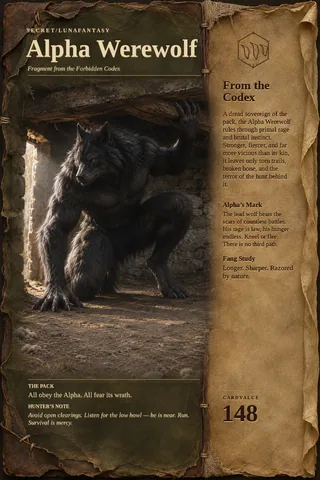 SECRET/LUNAFANTASY
Alpha Werewolf
Fragment from the Forbidden Codex
From the
Codex
A dread sovereign of the
pack, the Alpha Werewolf
rules through primal rage
and brutal instinct.
Stronger, fiercer, and far
more vicious than its kin,
it leaves only torn trails,
broken bone, and the
terror of the hunt behind
it.
Alpha's Mark
The lead wolf bears the
scars of countless battles.
His rage is law; his hunger
endless. Kneel or flee.
There is no third path.
Fang Study
Longer. Sharper. Razored
by nature.
THE PACK
All obey the Alpha. All fear its wrath.
HUNTER'S NOTE
Avoid open clearings. Listen for the low howl — he is near. Run.
Survival is mercy.
CARDVALUE
148